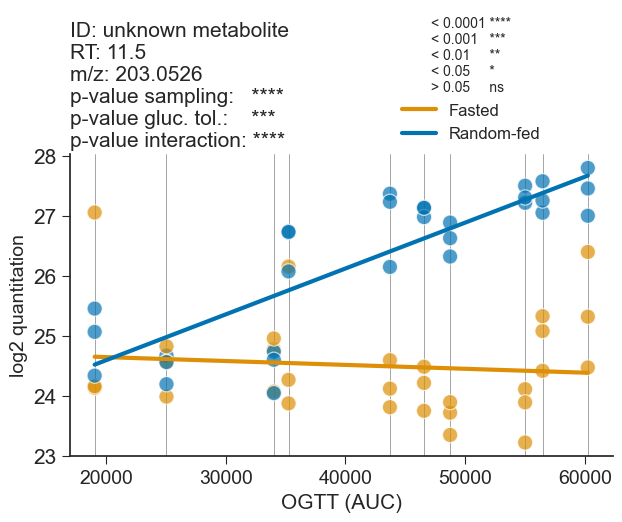 ID: unknown metabolite
RT: 11.5
m/z: 203.0526
p-value sampling: ****
p-value gluc. tol.: ***
p-value interaction: ****
< 0.0001 ****
< 0.001 ***
< 0.01 **
< 0.05 *
> 0.05 ns
Fasted
Random-fed
28
27
26
25
24
23
log2 quantitation
20000 30000 40000 50000 60000
OGTT (AUC)